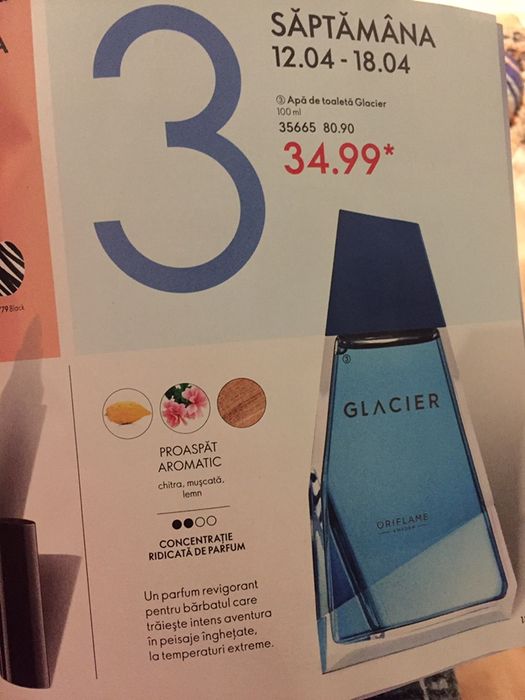 3
SĂPTĂMÂNA
12.04 - 18.04
③ Apă de toaletă Glacier
100 ml
35665 80.90
34.99*
79 Black
③
GLACIER
ORIFLAME
SWEDEN
PROASPĂT
AROMATIC
chitra, mușcată,
lemn
CONCENTRAȚIE
RIDICATĂ DE PARFUM
Un parfum revigorant
pentru bărbatul care
trăiește intens aventura
în peisaje înghețate,
la temperaturi extreme.